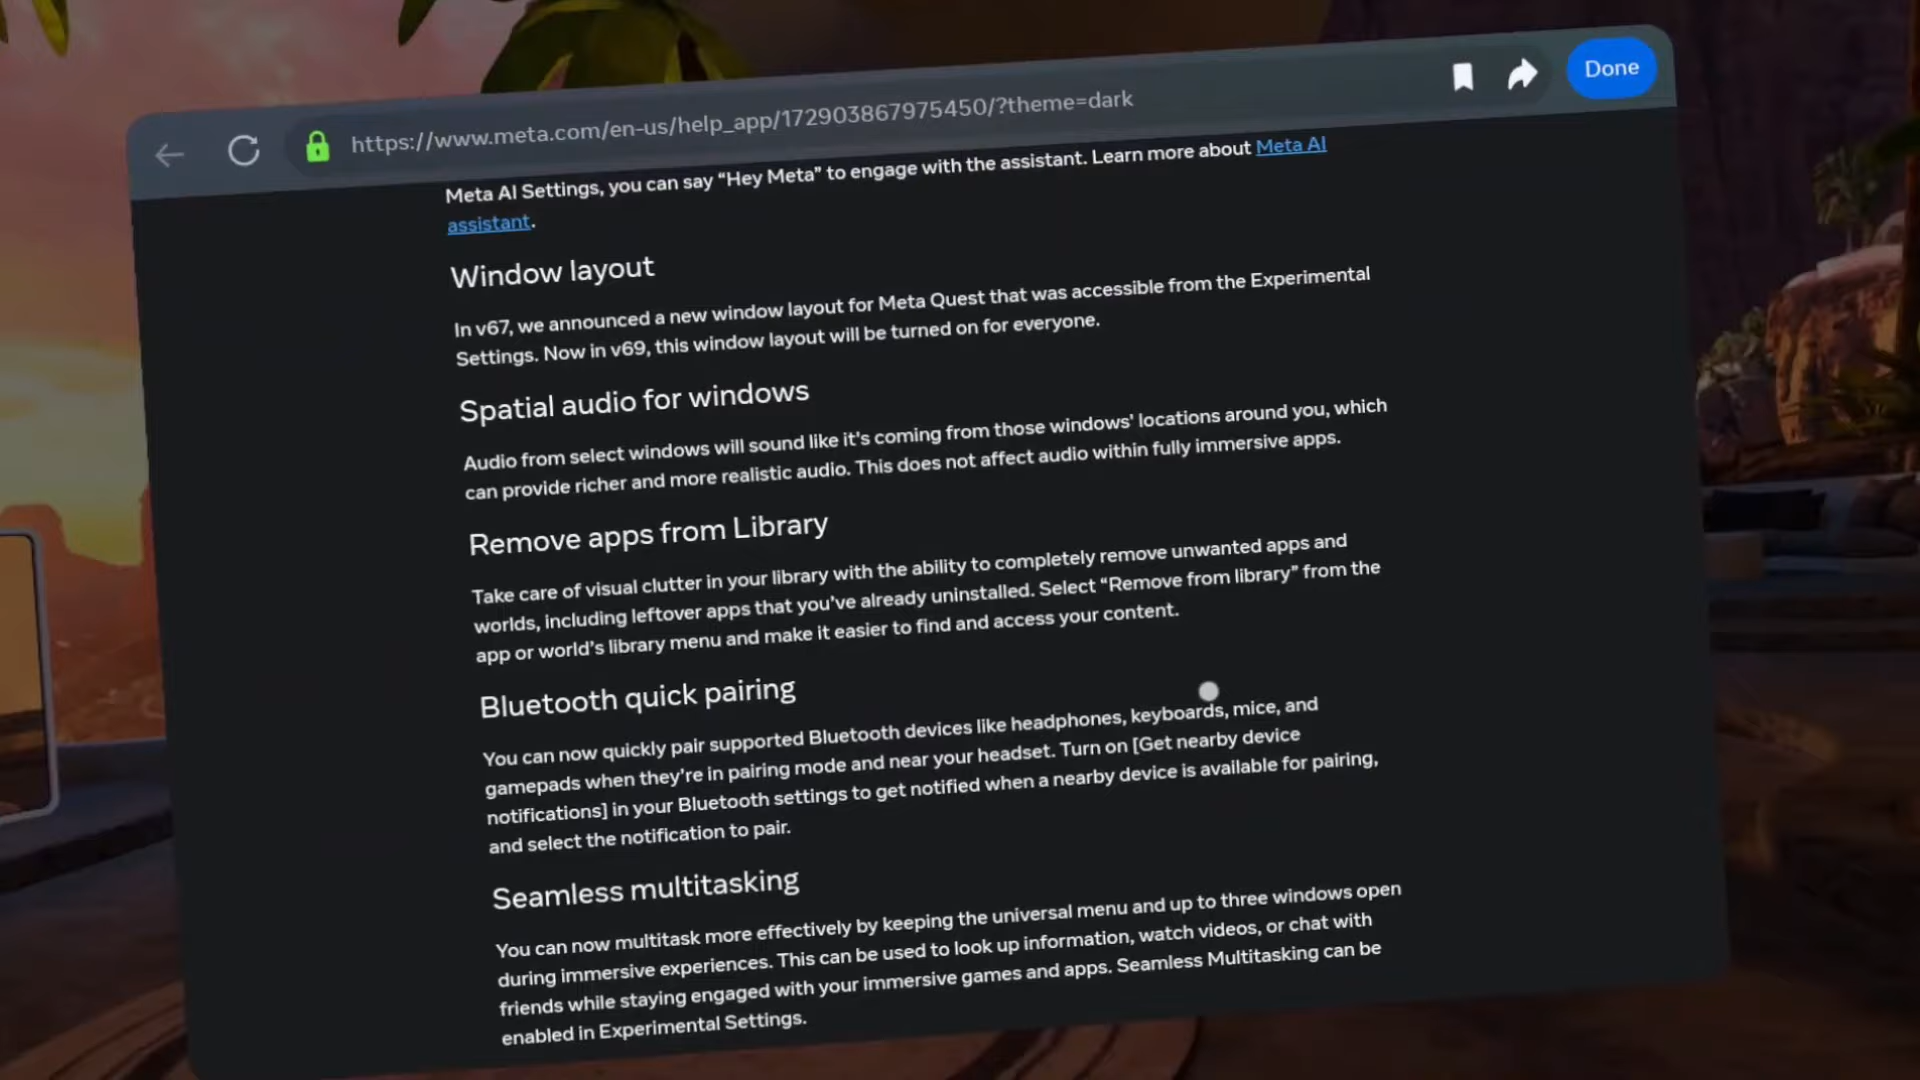 https://www.meta.com/en-us/help_app/172903867975450/?theme=dark
Done
Meta AI Settings, you can say “Hey Meta” to engage with the assistant. Learn more about Meta AI
assistant.
Window layout
In v67, we announced a new window layout for Meta Quest that was accessible from the Experimental
Settings. Now in v69, this window layout will be turned on for everyone.
Spatial audio for windows
Audio from select windows will sound like it's coming from those windows' locations around you, which
can provide richer and more realistic audio. This does not affect audio within fully immersive apps.
Remove apps from Library
Take care of visual clutter in your library with the ability to completely remove unwanted apps and
worlds, including leftover apps that you’ve already uninstalled. Select “Remove from library” from the
app or world’s library menu and make it easier to find and access your content.
Bluetooth quick pairing
You can now quickly pair supported Bluetooth devices like headphones, keyboards, mice, and
gamepads when they’re in pairing mode and near your headset. Turn on [Get nearby device
notifications] in your Bluetooth settings to get notified when a nearby device is available for pairing,
and select the notification to pair.
Seamless multitasking
You can now multitask more effectively by keeping the universal menu and up to three windows open
during immersive experiences. This can be used to look up information, watch videos, or chat with
friends while staying engaged with your immersive games and apps. Seamless Multitasking can be
enabled in Experimental Settings.